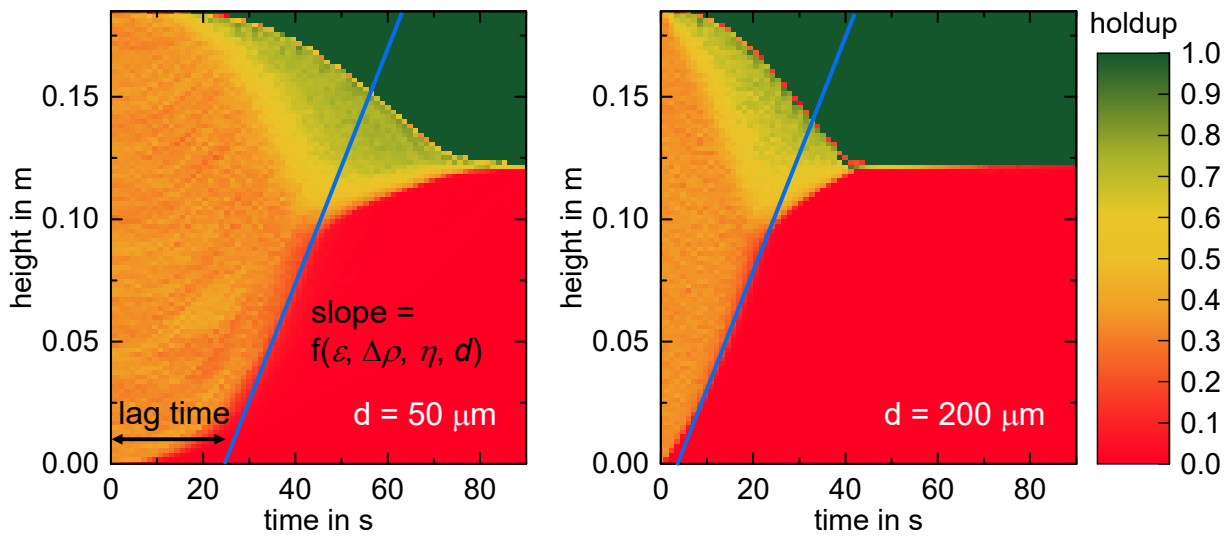 holdup
0.15
0.10
0.05
0.00
height in m
slope =
f(ε, Δρ, η, d)
lag time
d = 50 μm
0 20 40 60 80
time in s
0.15
0.10
0.05
0.00
height in m
d = 200 μm
0 20 40 60 80
time in s
1.0
0.9
0.8
0.7
0.6
0.5
0.4
0.3
0.2
0.1
0.0